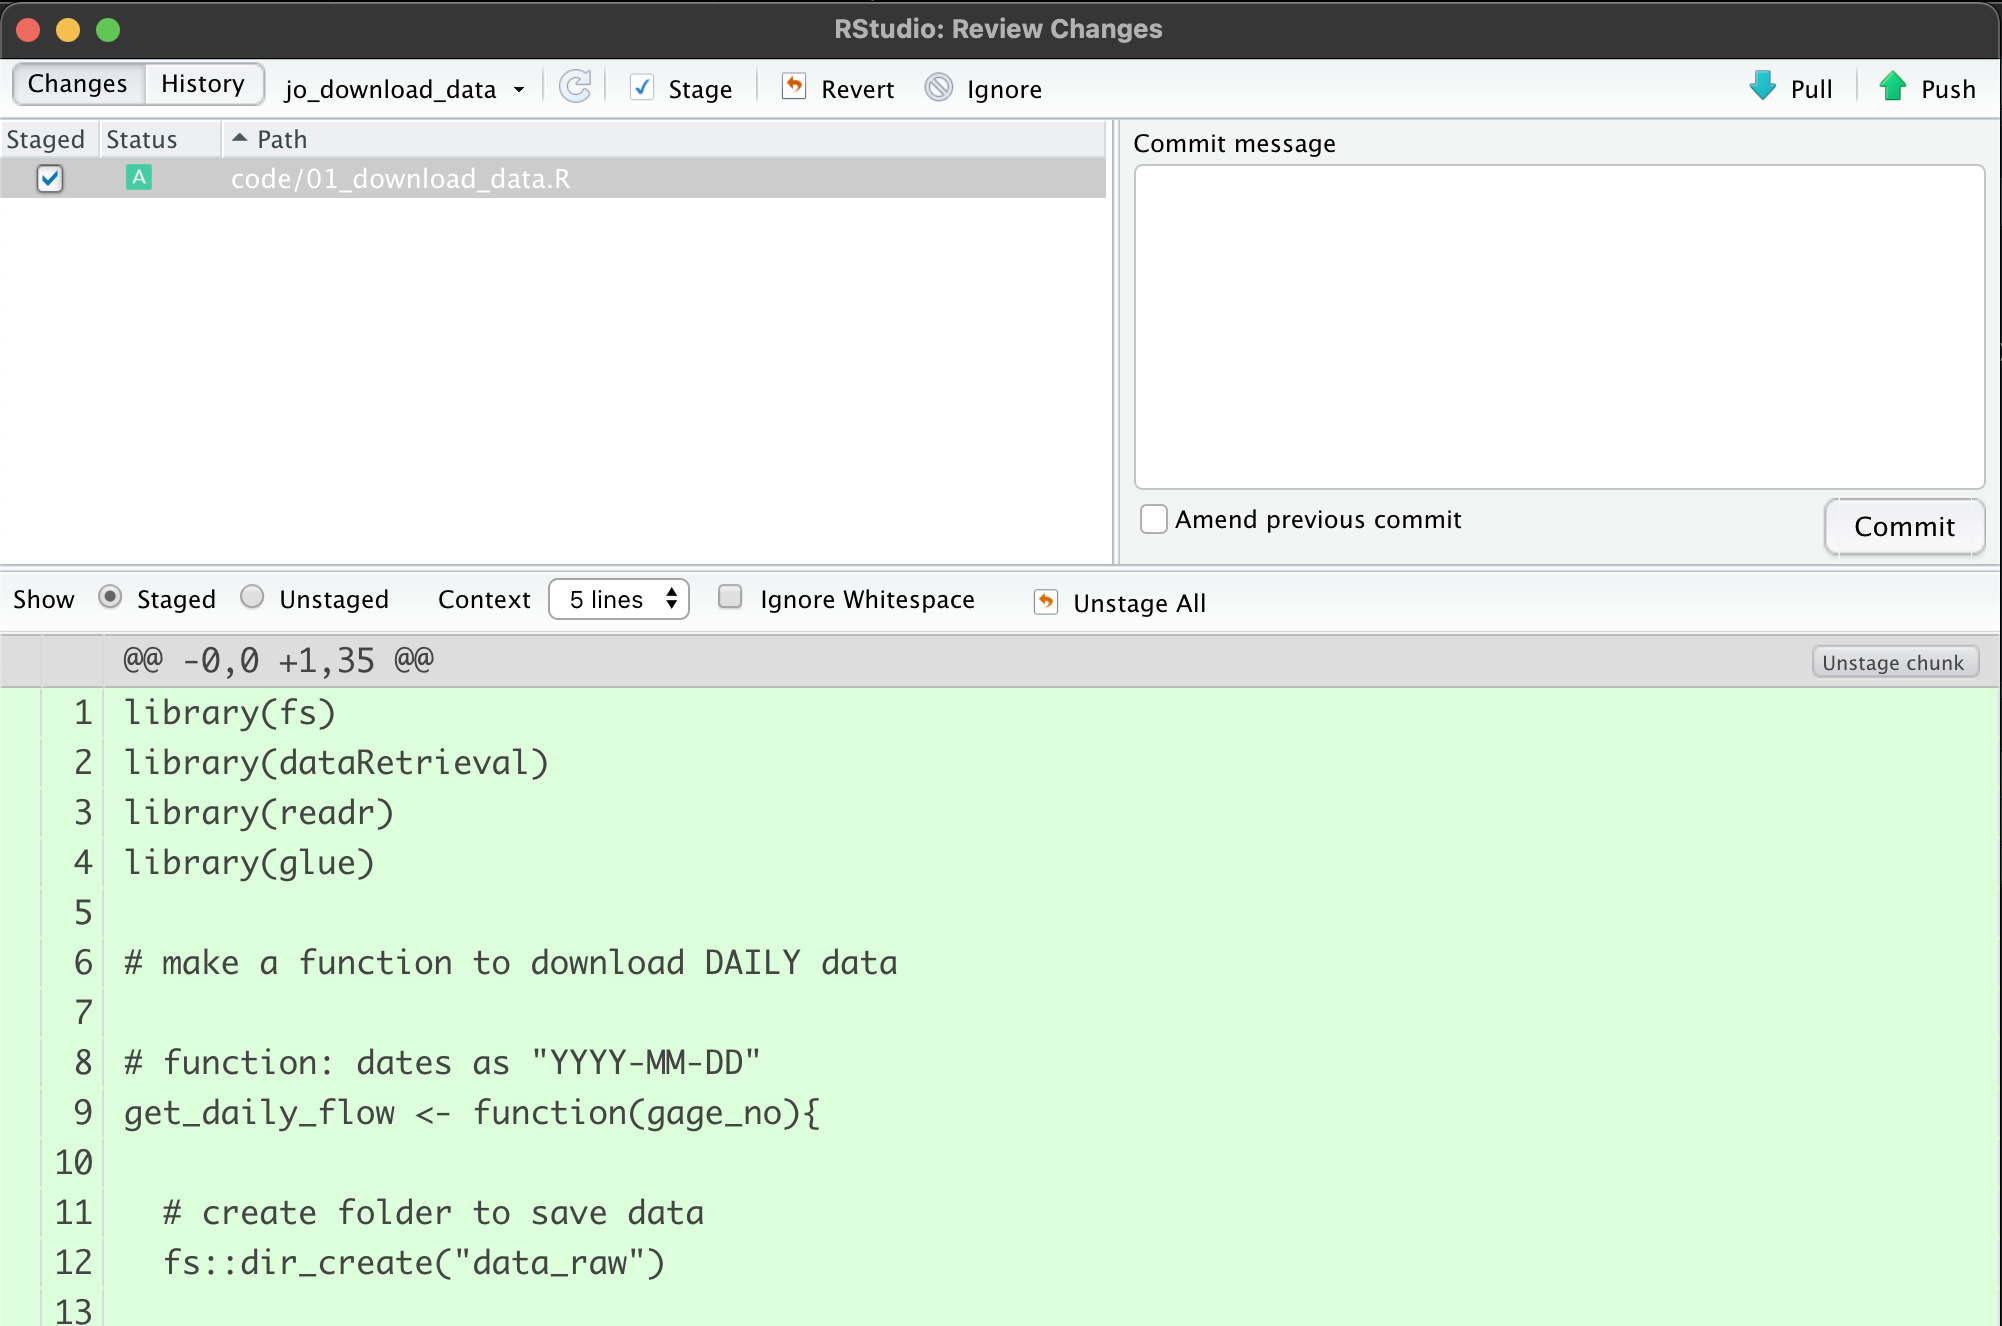 RStudio: Review Changes
Changes History jo_download_data Stage Revert Ignore Pull Push
Staged Status Path
A code/01_download_data.R
Commit message
Amend previous commit
Commit
Show Staged Unstaged Context 5 lines Ignore Whitespace Unstage All
@@ -0,0 +1,35 @@ Unstage chunk
1 library(fs)
2 library(dataRetrieval)
3 library(readr)
4 library(glue)
5
6 # make a function to download DAILY data
7
8 # function: dates as "YYYY-MM-DD"
9 get_daily_flow <- function(gage_no){
10
11 # create folder to save data
12 fs::dir_create("data_raw")
13